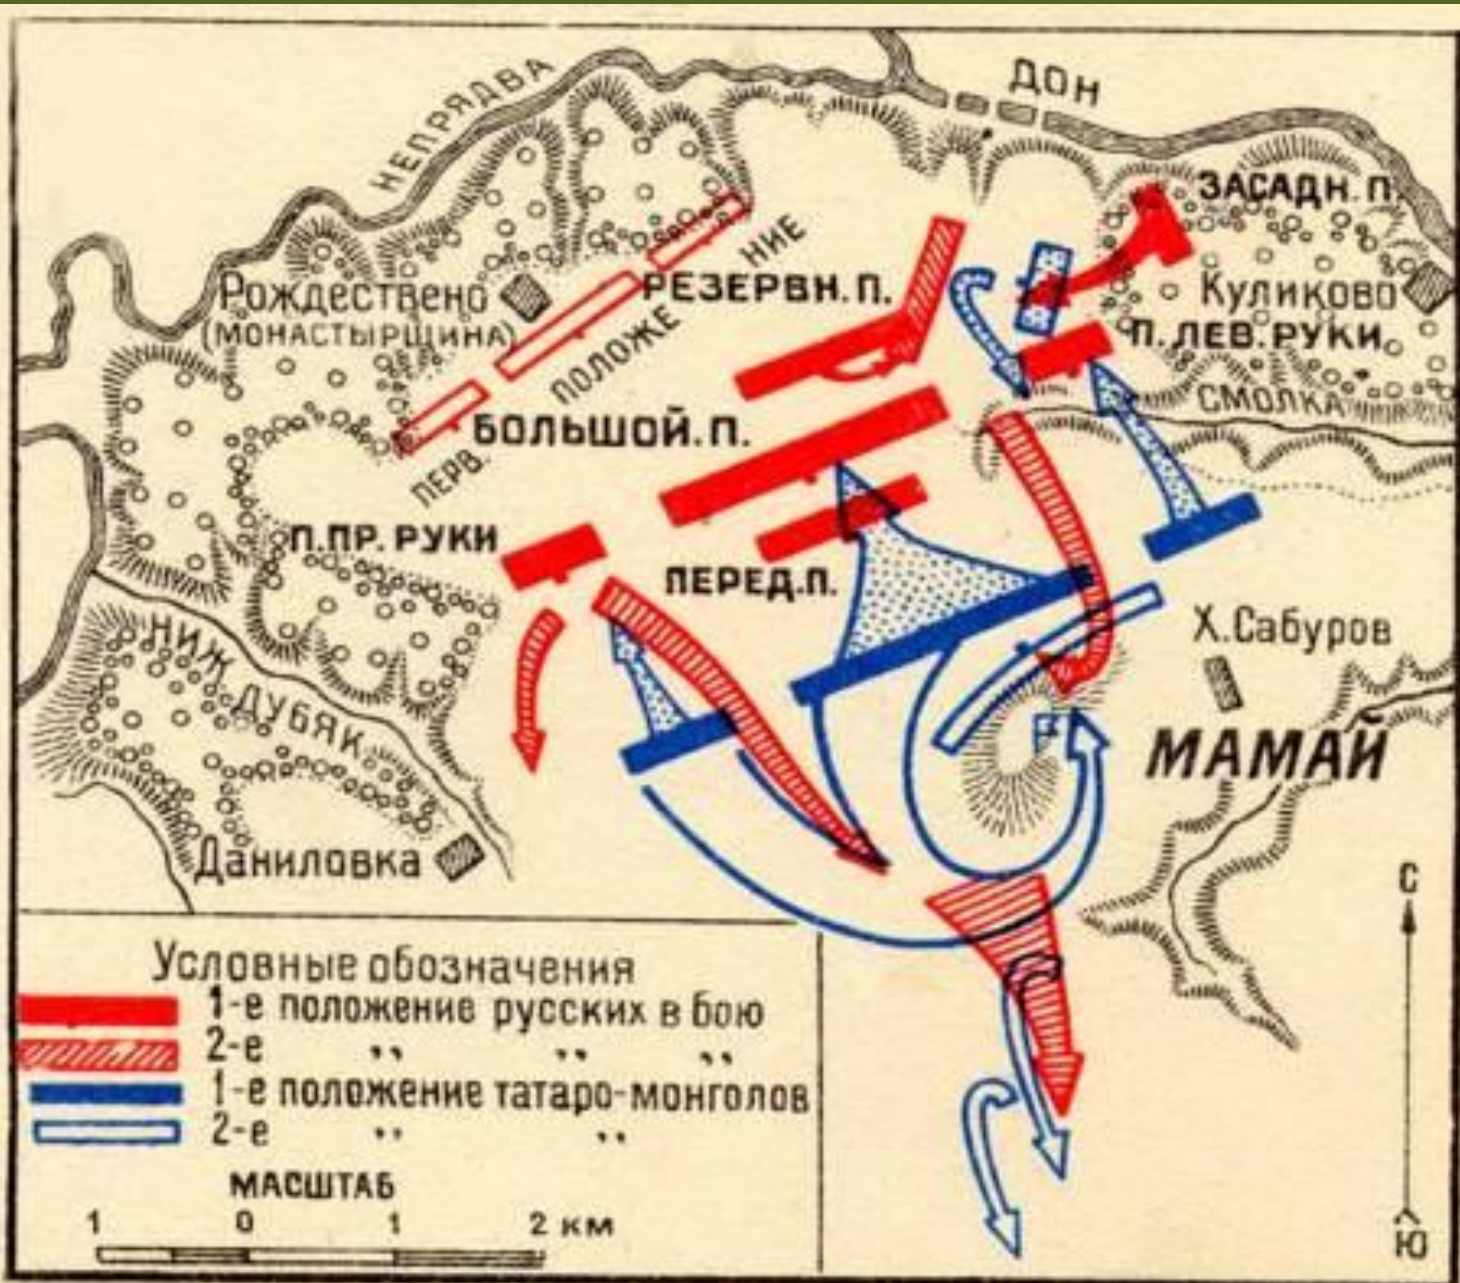 НЕПРЯДВА
ДОН
ЗАСАДН. П.
Рождествено
(МОНАСТЫРЩИНА)
РЕЗЕРВН. П.
Куликово
П. ЛЕВ. РУКИ
СМОЛКА
ПЕРВ. ПОЛОЖЕ НИЕ
БОЛЬШОЙ. П.
П. ПР. РУКИ
ПЕРЕД. П.
Х. Сабуров
НИЖ. ДУБЯК
МАМАЙ
Даниловка
С
Ю
Условные обозначения
1-е положение русских в бою
2-е ,, ,, ,,
1-е положение татаро-монголов
2-е ,, ,,
МАСШТАБ
1 0 1 2 км